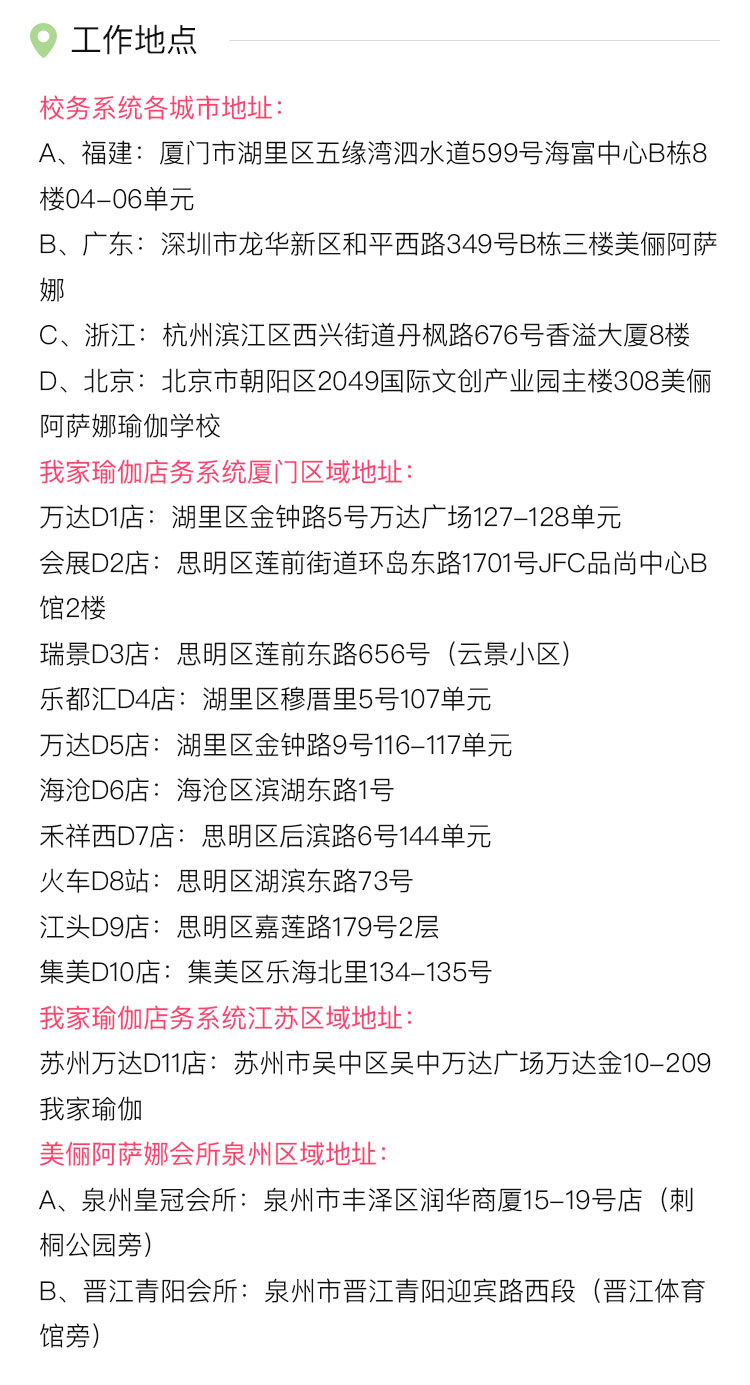 工作地点
校务系统各城市地址：
A、福建：厦门市湖里区五缘湾泗水道599号海富中心B栋8
楼04-06单元
B、广东：深圳市龙华新区和平西路349号B栋三楼美俪阿萨
娜
C、浙江：杭州滨江区西兴街道丹枫路676号香溢大厦8楼
D、北京：北京市朝阳区2049国际文创产业园主楼308美俪
阿萨娜瑜伽学校
我家瑜伽店务系统厦门区域地址：
万达D1店：湖里区金钟路5号万达广场127-128单元
会展D2店：思明区莲前街道环岛东路1701号JFC品尚中心B
馆2楼
瑞景D3店：思明区莲前东路656号（云景小区）
乐都汇D4店：湖里区穆厝里5号107单元
万达D5店：湖里区金钟路9号116-117单元
海沧D6店：海沧区滨湖东路1号
禾祥西D7店：思明区后滨路6号144单元
火车D8站：思明区湖滨东路73号
江头D9店：思明区嘉莲路179号2层
集美D10店：集美区乐海北里134-135号
我家瑜伽店务系统江苏区域地址：
苏州万达D11店：苏州市吴中区吴中万达广场万达金10-209
我家瑜伽
美俪阿萨娜会所泉州区域地址：
A、泉州皇冠会所：泉州市丰泽区润华商厦15-19号店（刺
桐公园旁）
B、晋江青阳会所：泉州市晋江青阳迎宾路西段（晋江体育
馆旁）